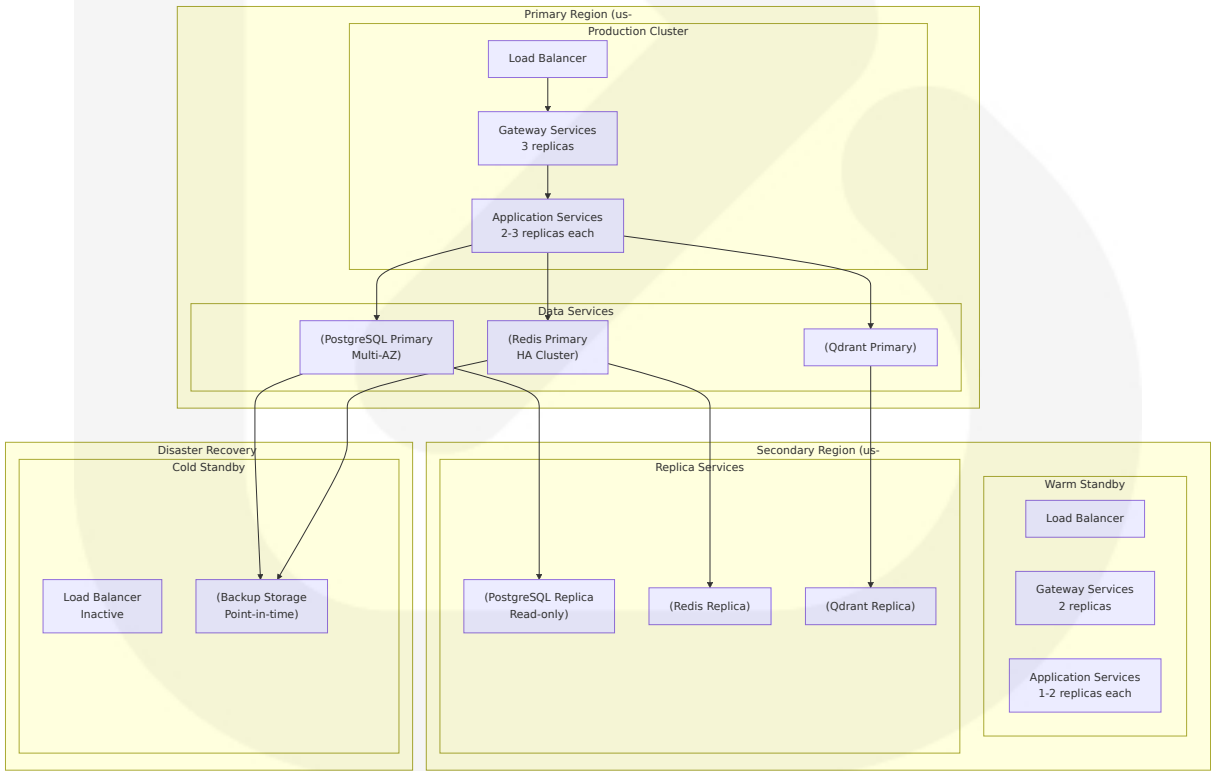 Primary Region (us-
Production Cluster
Load Balancer
Gateway Services
3 replicas
Application Services
2-3 replicas each
Data Services
(PostgreSQL Primary
Multi-AZ)
(Redis Primary
HA Cluster)
(Qdrant Primary)
Disaster Recovery
Cold Standby
Load Balancer
Inactive
(Backup Storage
Point-in-time)
Secondary Region (us-
Replica Services
(PostgreSQL Replica
Read-only)
(Redis Replica)
(Qdrant Replica)
Warm Standby
Load Balancer
Gateway Services
2 replicas
Application Services
1-2 replicas each